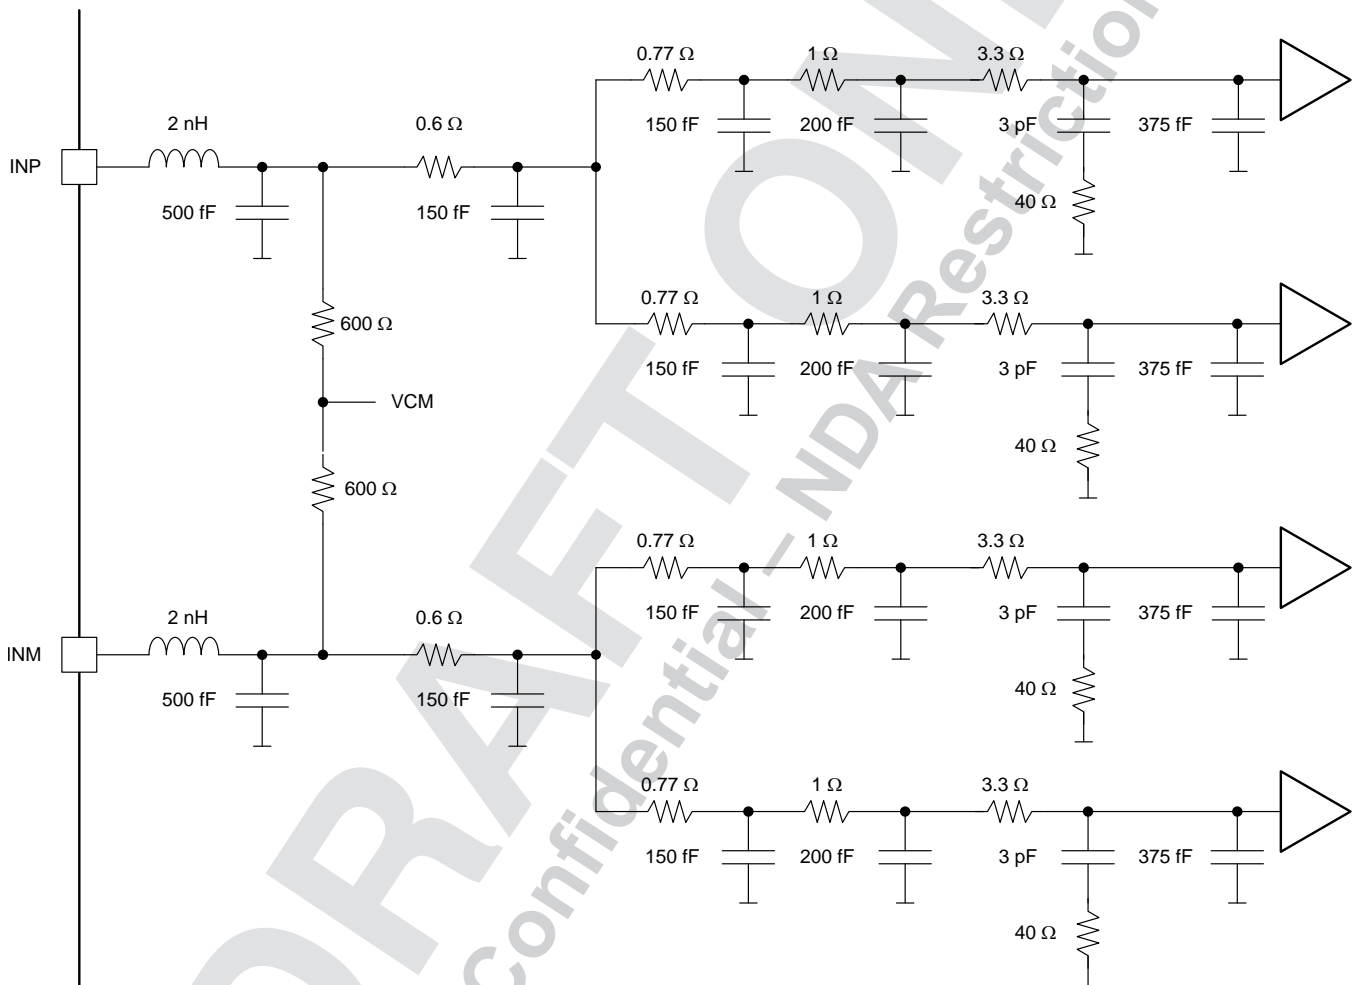 0.77 Ω
1 Ω
3.3 Ω
150 fF
200 fF
3 pF
375 fF
40 Ω
2 nH
0.6 Ω
INP
500 fF
150 fF
0.77 Ω
1 Ω
3.3 Ω
600 Ω
150 fF
200 fF
3 pF
375 fF
VCM
40 Ω
600 Ω
0.77 Ω
1 Ω
3.3 Ω
150 fF
200 fF
3 pF
375 fF
2 nH
0.6 Ω
INM
40 Ω
500 fF
150 fF
0.77 Ω
1 Ω
3.3 Ω
150 fF
200 fF
3 pF
375 fF
40 Ω
DRAFT
Confidential – NDA Restriction